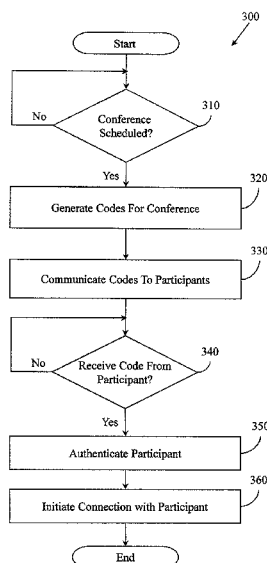 300
Start
Conference
Scheduled?
310
No
Yes
320
Generate Codes For Conference
330
Communicate Codes To Participants
340
Receive Code From
Participant?
No
Yes
350
Authenticate Participant
360
Initiate Connection with Participant
End